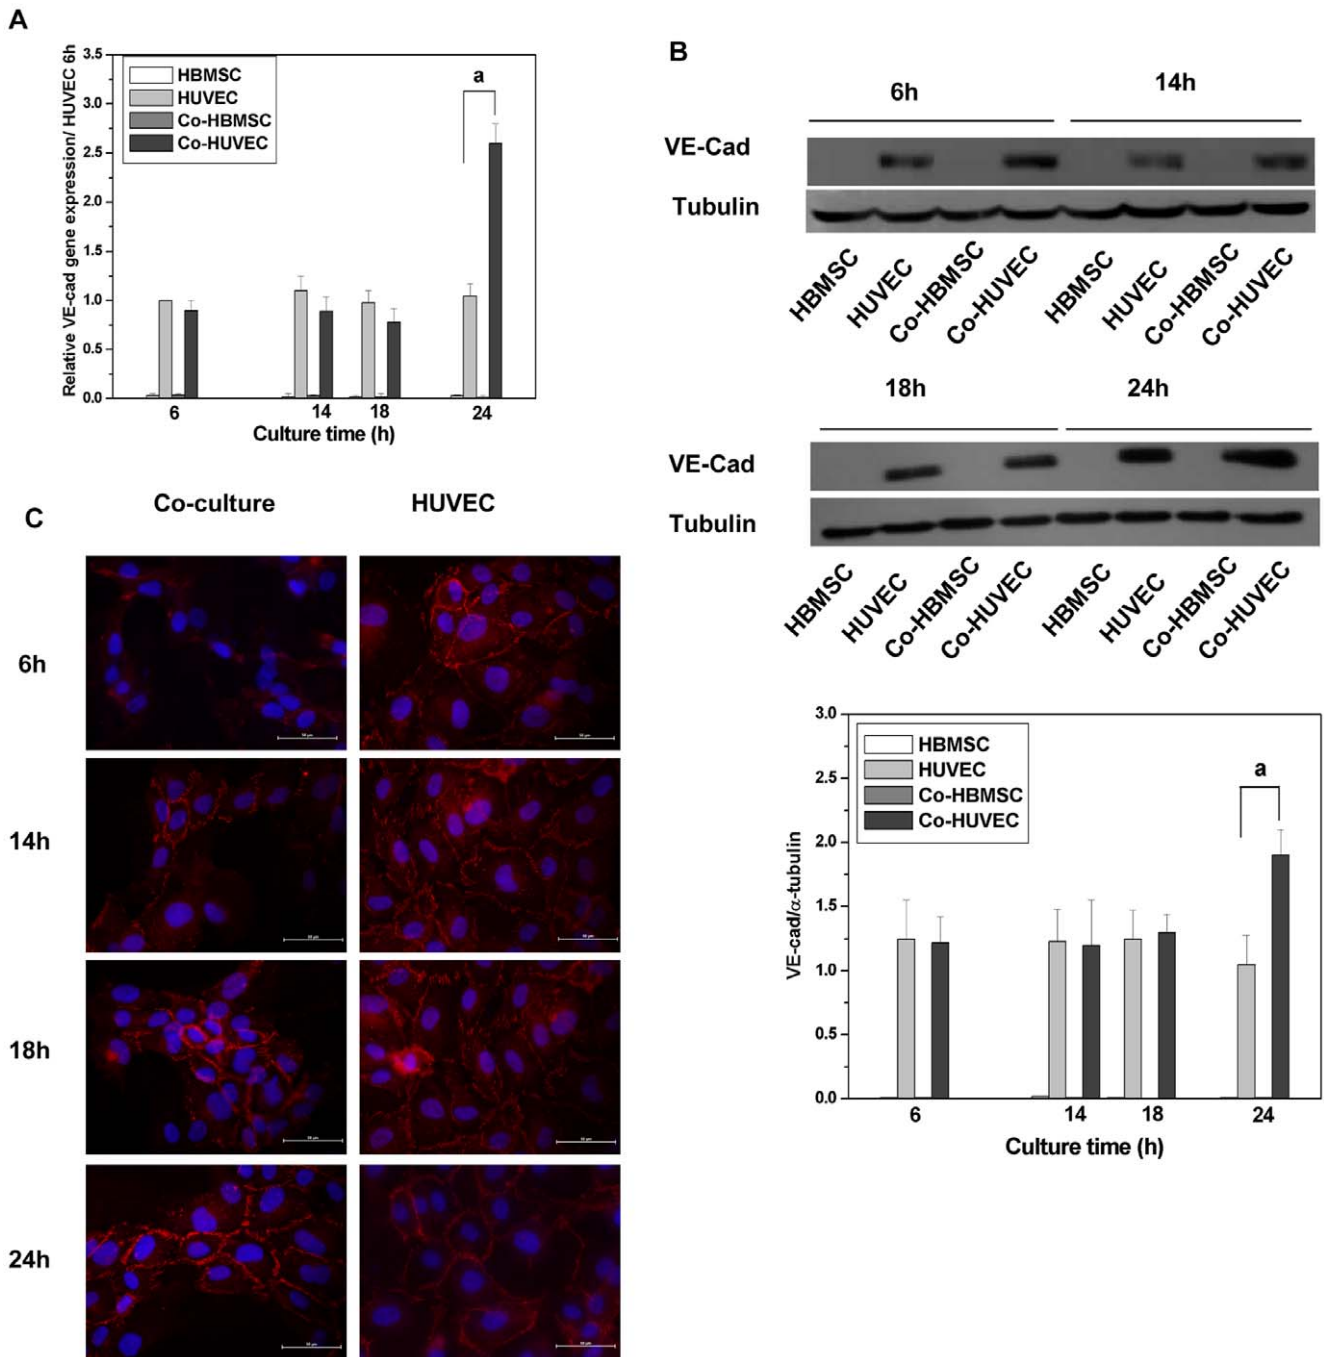 A
Relative VE-cad gene expression/ HUVEC 6h
3.5
3.0
2.5
2.0
1.5
1.0
0.5
0.0
HBMSC
HUVEC
Co-HBMSC
Co-HUVEC
a
6 14 18 24
Culture time (h)
B
6h 14h
VE-Cad
Tubulin
HBMSC HUVEC Co-HBMSC Co-HUVEC HBMSC HUVEC Co-HBMSC Co-HUVEC
18h 24h
VE-Cad
Tubulin
HBMSC HUVEC Co-HBMSC Co-HUVEC HBMSC HUVEC Co-HBMSC Co-HUVEC
VE-cad/α-tubulin
3.0
2.5
2.0
1.5
1.0
0.5
0.0
HBMSC
HUVEC
Co-HBMSC
Co-HUVEC
a
6 14 18 24
Culture time (h)
C
Co-culture HUVEC
6h
14h
18h
24h